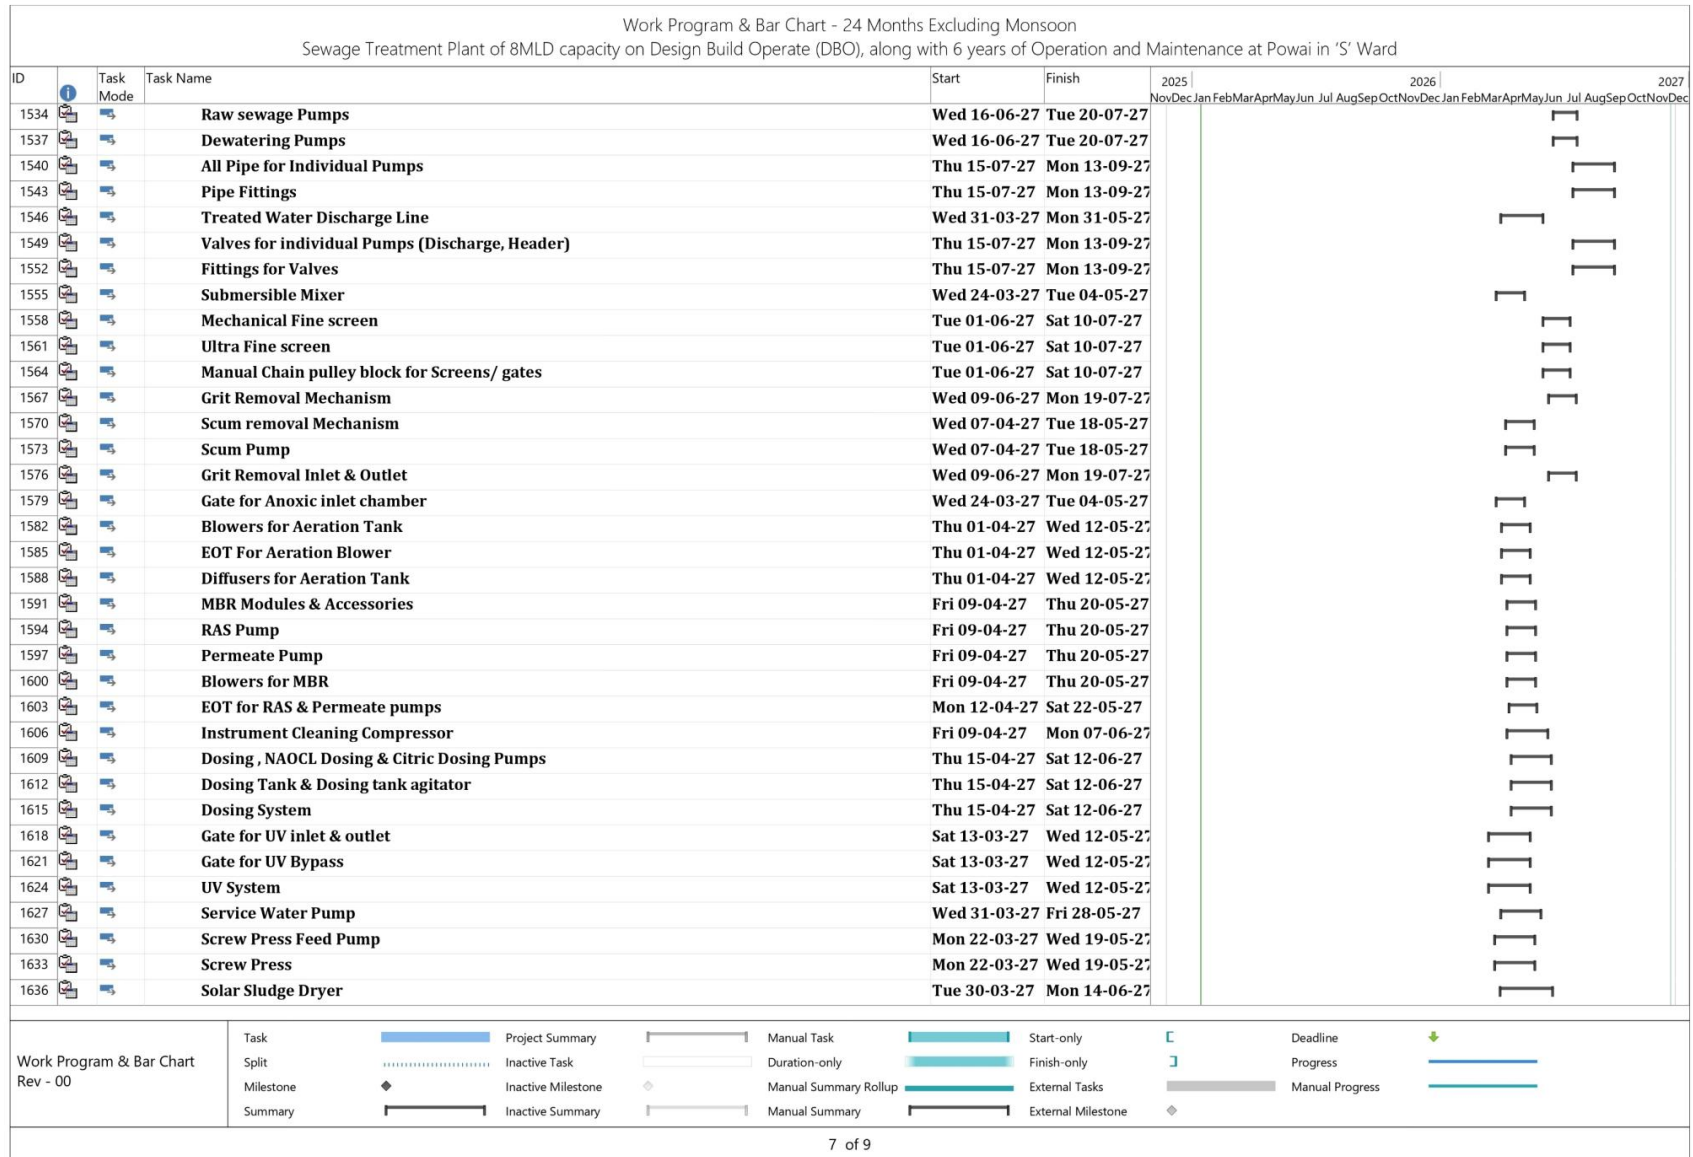 Work Program & Bar Chart - 24 Months Excluding Monsoon
Sewage Treatment Plant of 8MLD capacity on Design Build Operate (DBO), along with 6 years of Operation and Maintenance at Powai in ‘S’ Ward
ID Task Mode Task Name Start Finish 2025 2026 2027
NovDec Jan FebMarAprMayJun Jul AugSepOctNovDec Jan FebMarAprMayJun Jul AugSepOctNovDec
1534 Raw sewage Pumps Wed 16-06-27 Tue 20-07-27
1537 Dewatering Pumps Wed 16-06-27 Tue 20-07-27
1540 All Pipe for Individual Pumps Thu 15-07-27 Mon 13-09-27
1543 Pipe Fittings Thu 15-07-27 Mon 13-09-27
1546 Treated Water Discharge Line Wed 31-03-27 Mon 31-05-27
1549 Valves for individual Pumps (Discharge, Header) Thu 15-07-27 Mon 13-09-27
1552 Fittings for Valves Thu 15-07-27 Mon 13-09-27
1555 Submersible Mixer Wed 24-03-27 Tue 04-05-27
1558 Mechanical Fine screen Tue 01-06-27 Sat 10-07-27
1561 Ultra Fine screen Tue 01-06-27 Sat 10-07-27
1564 Manual Chain pulley block for Screens/ gates Tue 01-06-27 Sat 10-07-27
1567 Grit Removal Mechanism Wed 09-06-27 Mon 19-07-27
1570 Scum removal Mechanism Wed 07-04-27 Tue 18-05-27
1573 Scum Pump Wed 07-04-27 Tue 18-05-27
1576 Grit Removal Inlet & Outlet Wed 09-06-27 Mon 19-07-27
1579 Gate for Anoxic inlet chamber Wed 24-03-27 Tue 04-05-27
1582 Blowers for Aeration Tank Thu 01-04-27 Wed 12-05-27
1585 EOT For Aeration Blower Thu 01-04-27 Wed 12-05-27
1588 Diffusers for Aeration Tank Thu 01-04-27 Wed 12-05-27
1591 MBR Modules & Accessories Fri 09-04-27 Thu 20-05-27
1594 RAS Pump Fri 09-04-27 Thu 20-05-27
1597 Permeate Pump Fri 09-04-27 Thu 20-05-27
1600 Blowers for MBR Fri 09-04-27 Thu 20-05-27
1603 EOT for RAS & Permeate pumps Mon 12-04-27 Sat 22-05-27
1606 Instrument Cleaning Compressor Fri 09-04-27 Mon 07-06-27
1609 Dosing , NAOCL Dosing & Citric Dosing Pumps Thu 15-04-27 Sat 12-06-27
1612 Dosing Tank & Dosing tank agitator Thu 15-04-27 Sat 12-06-27
1615 Dosing System Thu 15-04-27 Sat 12-06-27
1618 Gate for UV inlet & outlet Sat 13-03-27 Wed 12-05-27
1621 Gate for UV Bypass Sat 13-03-27 Wed 12-05-27
1624 UV System Sat 13-03-27 Wed 12-05-27
1627 Service Water Pump Wed 31-03-27 Fri 28-05-27
1630 Screw Press Feed Pump Mon 22-03-27 Wed 19-05-27
1633 Screw Press Mon 22-03-27 Wed 19-05-27
1636 Solar Sludge Dryer Tue 30-03-27 Mon 14-06-27
Work Program & Bar Chart
Rev - 00
Task Project Summary Manual Task Start-only Deadline
Split Inactive Task Duration-only Finish-only Progress
Milestone Inactive Milestone Manual Summary Rollup External Tasks Manual Progress
Summary Inactive Summary Manual Summary External Milestone
7 of 9